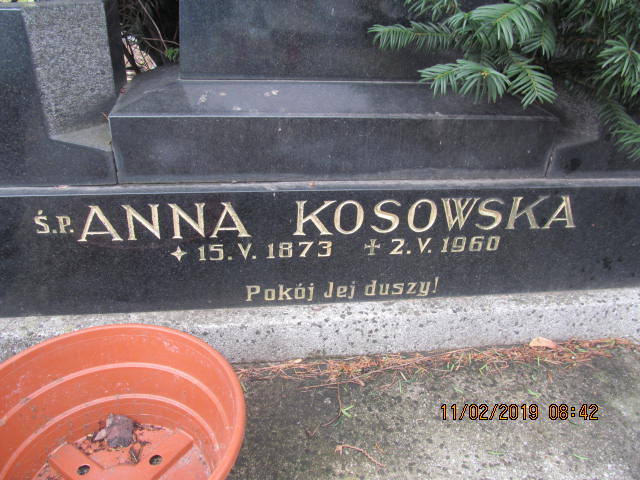 Ś.P. ANNA KOSOWSKA
15.V.1873 2.V.1960
Pokój Jej duszy!
11/02/2019 08:42